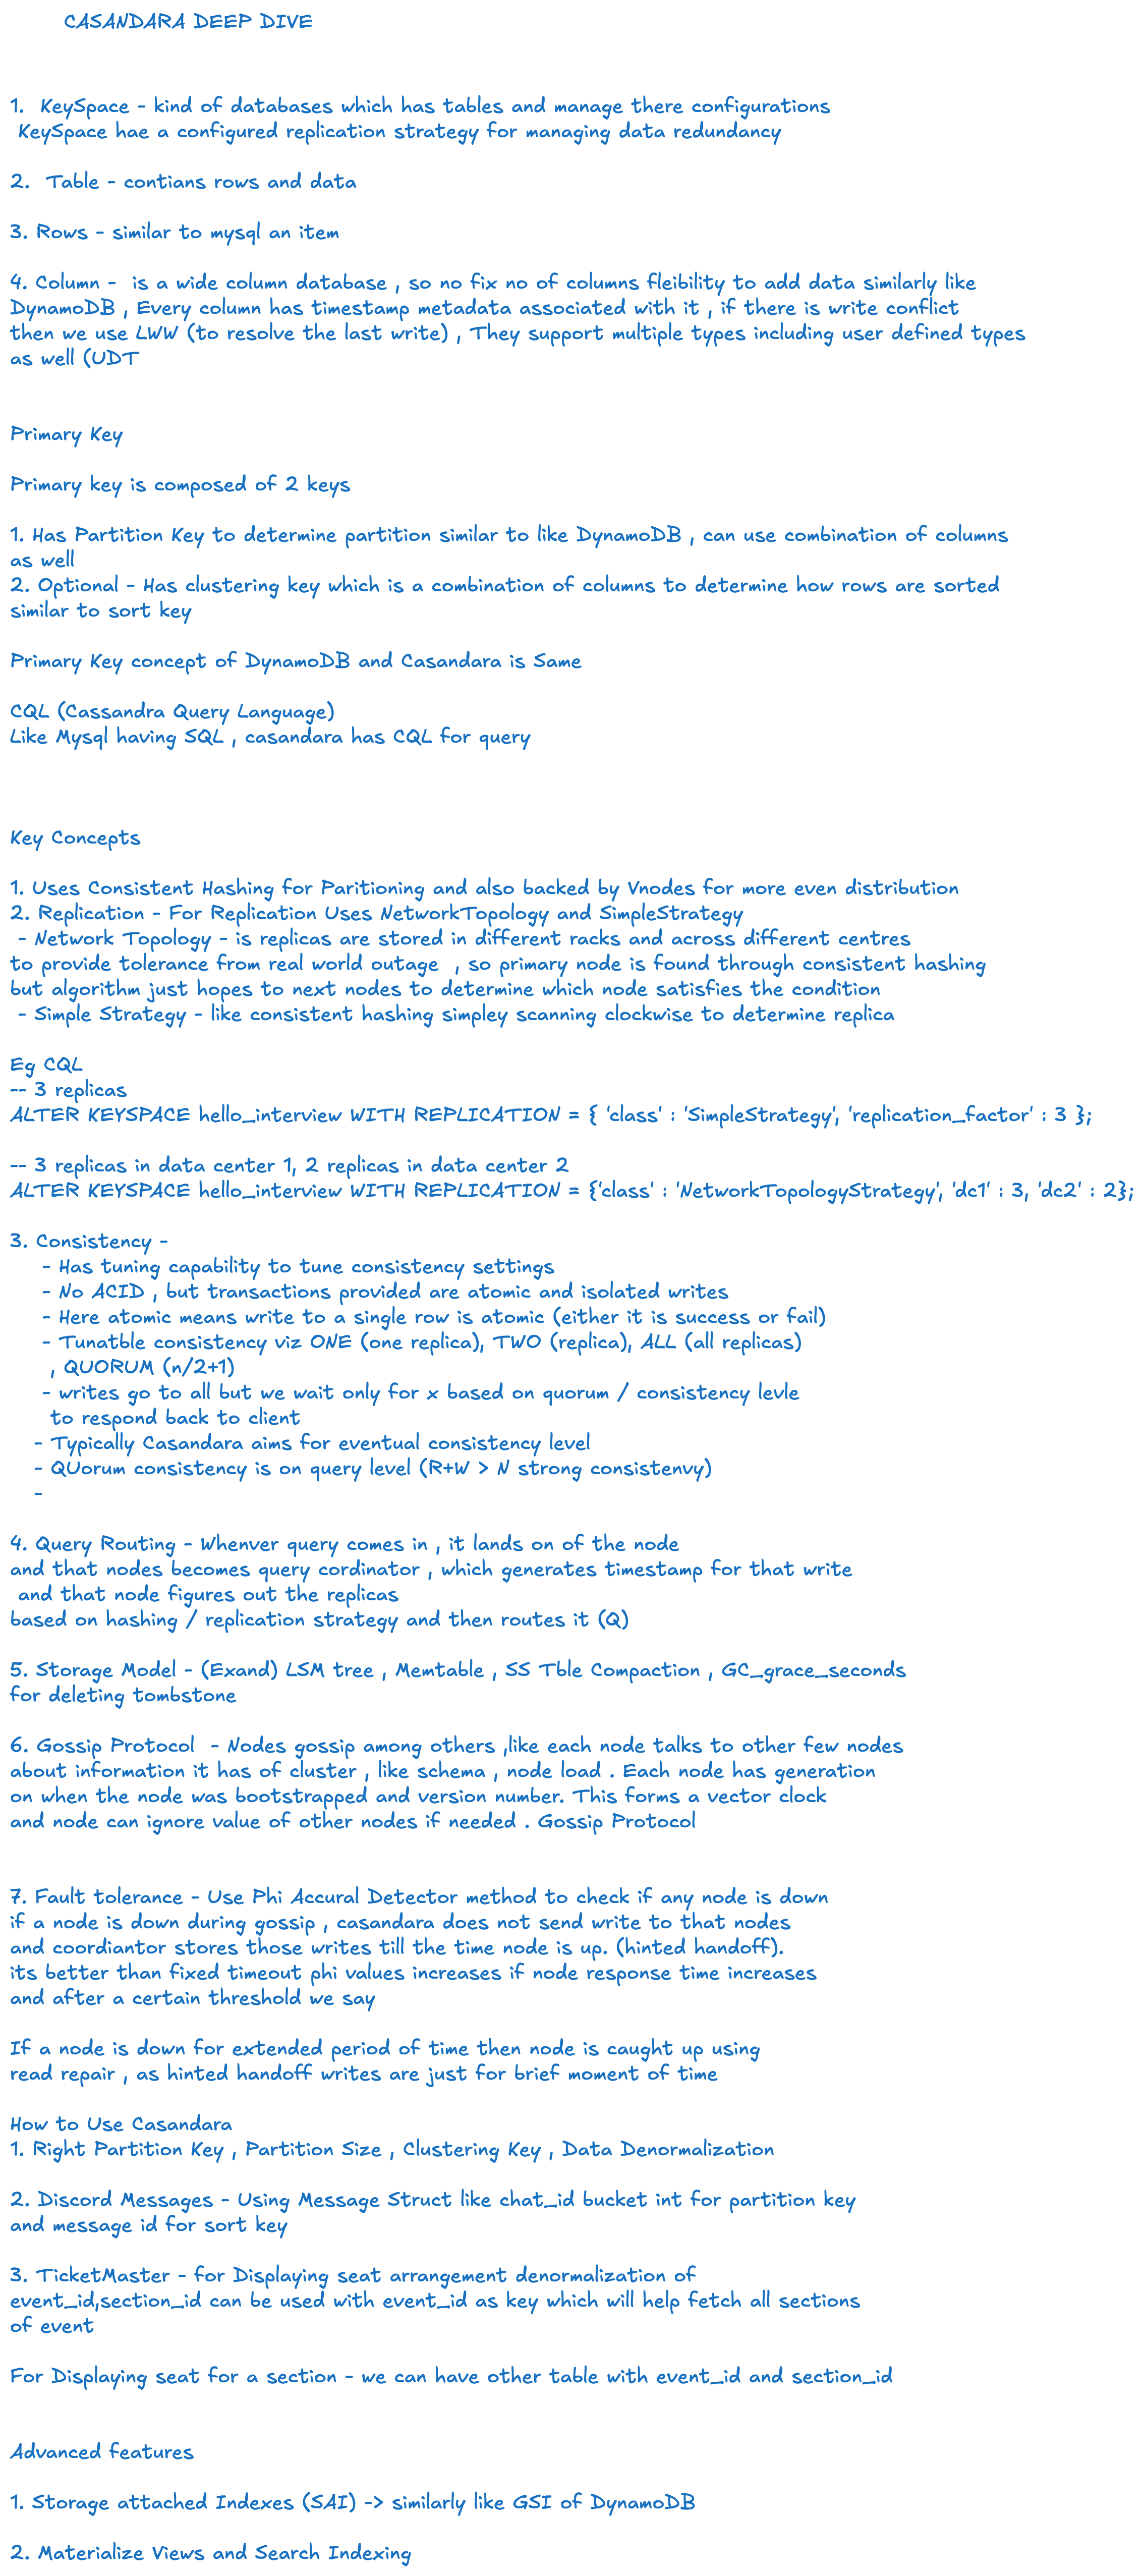 CASANDARA DEEP DIVE
1.  KeySpace - kind of databases which has tables and manage there configurations
KeySpace hae a configured replication strategy for managing data redundancy
2.  Table - contians rows and data
3. Rows - similar to mysql an item
4. Column -  is a wide column database , so no fix no of columns fleibility to add data similarly like
DynamoDB , Every column has timestamp metadata associated with it , if there is write conflict
then we use LWW (to resolve the last write) , They support multiple types including user defined types
as well (UDT
Primary Key
Primary key is composed of 2 keys
1. Has Partition Key to determine partition similar to like DynamoDB , can use combination of columns
as well
2. Optional - Has clustering key which is a combination of columns to determine how rows are sorted
similar to sort key
Primary Key concept of DynamoDB and Casandara is Same
CQL (Cassandra Query Language)
Like Mysql having SQL , casandara has CQL for query
Key Concepts
1. Uses Consistent Hashing for Paritioning and also backed by Vnodes for more even distribution
2. Replication - For Replication Uses NetworkTopology and SimpleStrategy
- Network Topology - is replicas are stored in different racks and across different centres
to provide tolerance from real world outage  , so primary node is found through consistent hashing
but algorithm just hopes to next nodes to determine which node satisfies the condition
- Simple Strategy - like consistent hashing simpley scanning clockwise to determine replica
Eg CQL
-- 3 replicas
ALTER KEYSPACE hello_interview WITH REPLICATION = { 'class' : 'SimpleStrategy', 'replication_factor' : 3 };
-- 3 replicas in data center 1, 2 replicas in data center 2
ALTER KEYSPACE hello_interview WITH REPLICATION = {'class' : 'NetworkTopologyStrategy', 'dc1' : 3, 'dc2' : 2};
3. Consistency -
- Has tuning capability to tune consistency settings
- No ACID , but transactions provided are atomic and isolated writes
- Here atomic means write to a single row is atomic (either it is success or fail)
- Tunatble consistency viz ONE (one replica), TWO (replica), ALL (all replicas)
, QUORUM (n/2+1)
- writes go to all but we wait only for x based on quorum / consistency levle
to respond back to client
- Typically Casandara aims for eventual consistency level
- QUorum consistency is on query level (R+W > N strong consistenvy)
-
4. Query Routing - Whenver query comes in , it lands on of the node
and that nodes becomes query cordinator , which generates timestamp for that write
and that node figures out the replicas
based on hashing / replication strategy and then routes it (Q)
5. Storage Model - (Exand) LSM tree , Memtable , SS Tble Compaction , GC_grace_seconds
for deleting tombstone
6. Gossip Protocol  - Nodes gossip among others ,like each node talks to other few nodes
about information it has of cluster , like schema , node load . Each node has generation
on when the node was bootstrapped and version number. This forms a vector clock
and node can ignore value of other nodes if needed . Gossip Protocol
7. Fault tolerance - Use Phi Accural Detector method to check if any node is down
if a node is down during gossip , casandara does not send write to that nodes
and coordiantor stores those writes till the time node is up. (hinted handoff).
its better than fixed timeout phi values increases if node response time increases
and after a certain threshold we say
If a node is down for extended period of time then node is caught up using
read repair , as hinted handoff writes are just for brief moment of time
How to Use Casandara
1. Right Partition Key , Partition Size , Clustering Key , Data Denormalization
2. Discord Messages - Using Message Struct like chat_id bucket int for partition key
and message id for sort key
3. TicketMaster - for Displaying seat arrangement denormalization of
event_id,section_id can be used with event_id as key which will help fetch all sections
of event
For Displaying seat for a section - we can have other table with event_id and section_id
Advanced features
1. Storage attached Indexes (SAI) -> similarly like GSI of DynamoDB
2. Materialize Views and Search Indexing